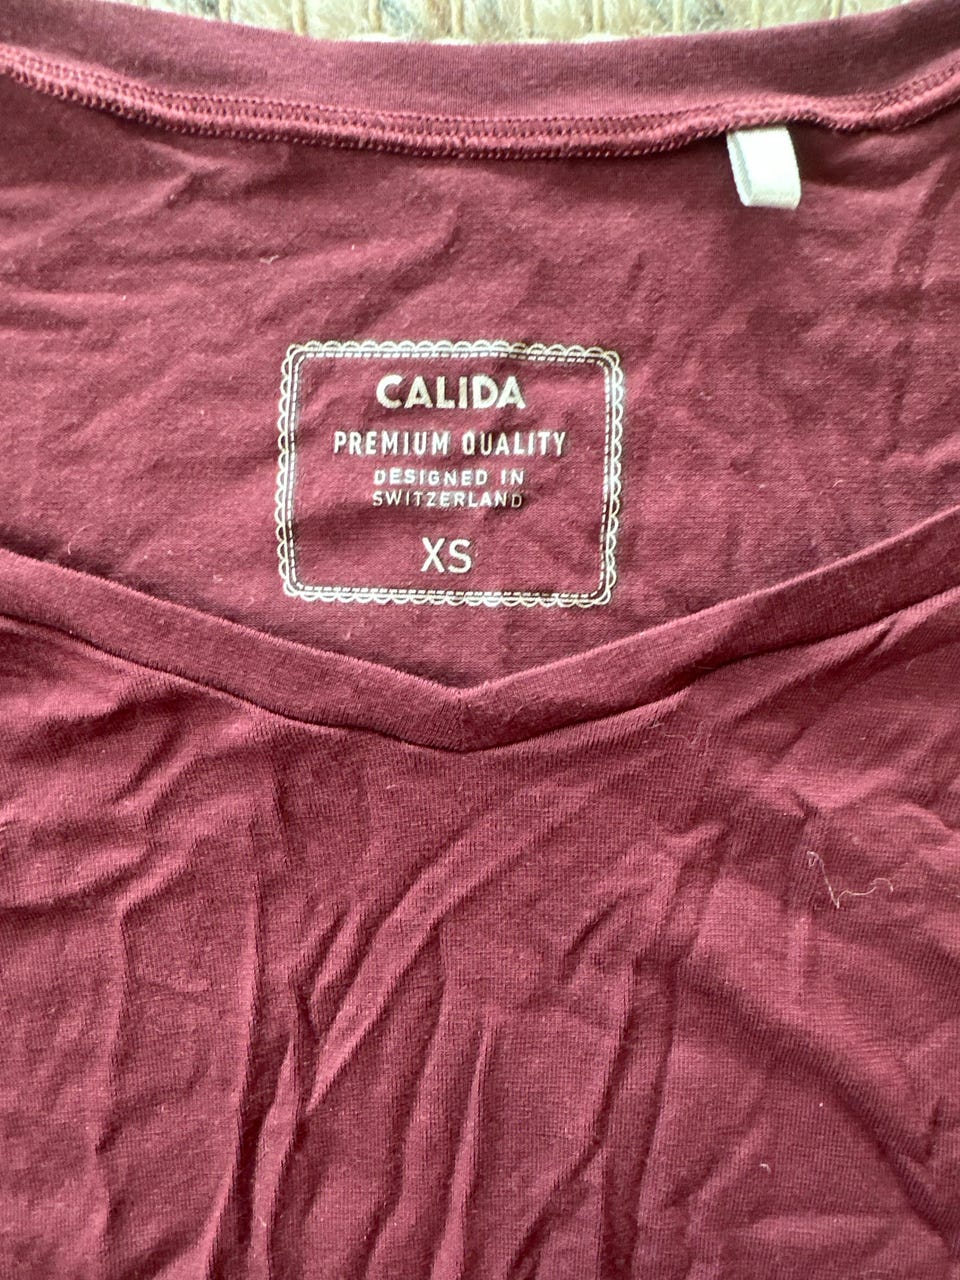 CALIDA
PREMIUM QUALITY
DESIGNED IN
SWITZERLAND
XS